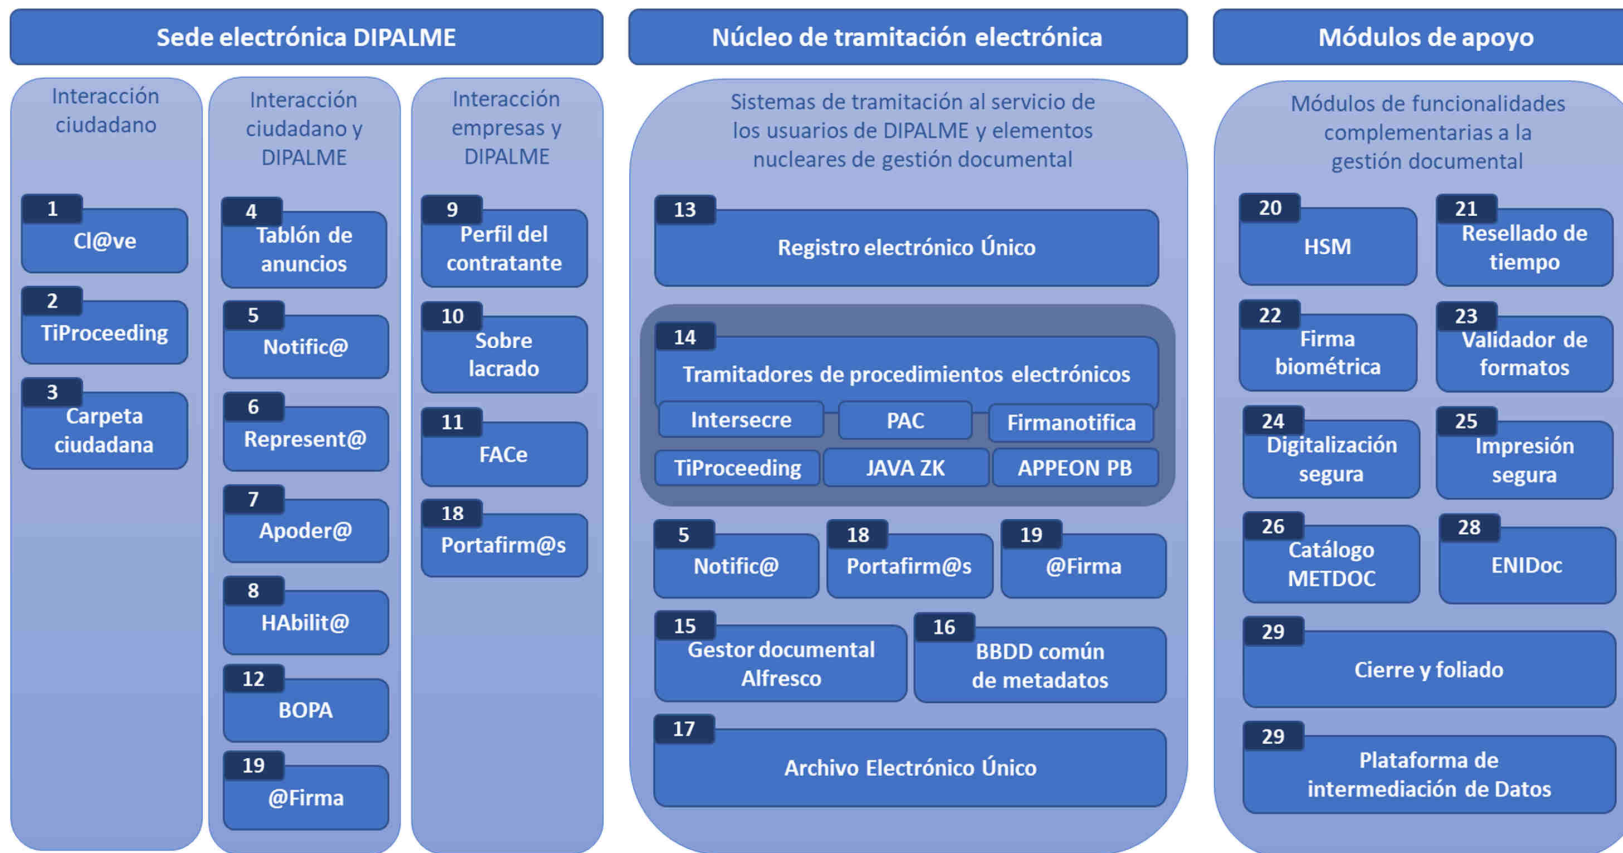 Sede electrónica DIPALME
Interacción
ciudadano
1
Cl@ve
2
TiProceeding
3
Carpeta
ciudadana
Interacción
ciudadano y
DIPALME
4
Tablón de
anuncios
5
Notific@
6
Represent@
7
Apoder@
8
HAbilit@
12
BOPA
19
@Firma
Interacción
empresas y
DIPALME
9
Perfil del
contratante
10
Sobre
lacrado
11
FACe
18
Portafirm@s
Núcleo de tramitación electrónica
Sistemas de tramitación al servicio de
los usuarios de DIPALME y elementos
nucleares de gestión documental
13
Registro electrónico Único
14
Tramitadores de procedimientos electrónicos
Intersecre
PAC
Firmanotifica
TiProceeding
JAVA ZK
APPEON PB
5
Notific@
18
Portafirm@s
19
@Firma
15
Gestor documental
Alfresco
16
BBDD común
de metadatos
17
Archivo Electrónico Único
Módulos de apoyo
Módulos de funcionalidades
complementarias a la
gestión documental
20
HSM
21
Resellado de
tiempo
22
Firma
biométrica
23
Validador de
formatos
24
Digitalización
segura
25
Impresión
segura
26
Catálogo
METDOC
28
ENIDoc
29
Cierre y foliado
29
Plataforma de
intermediación de Datos